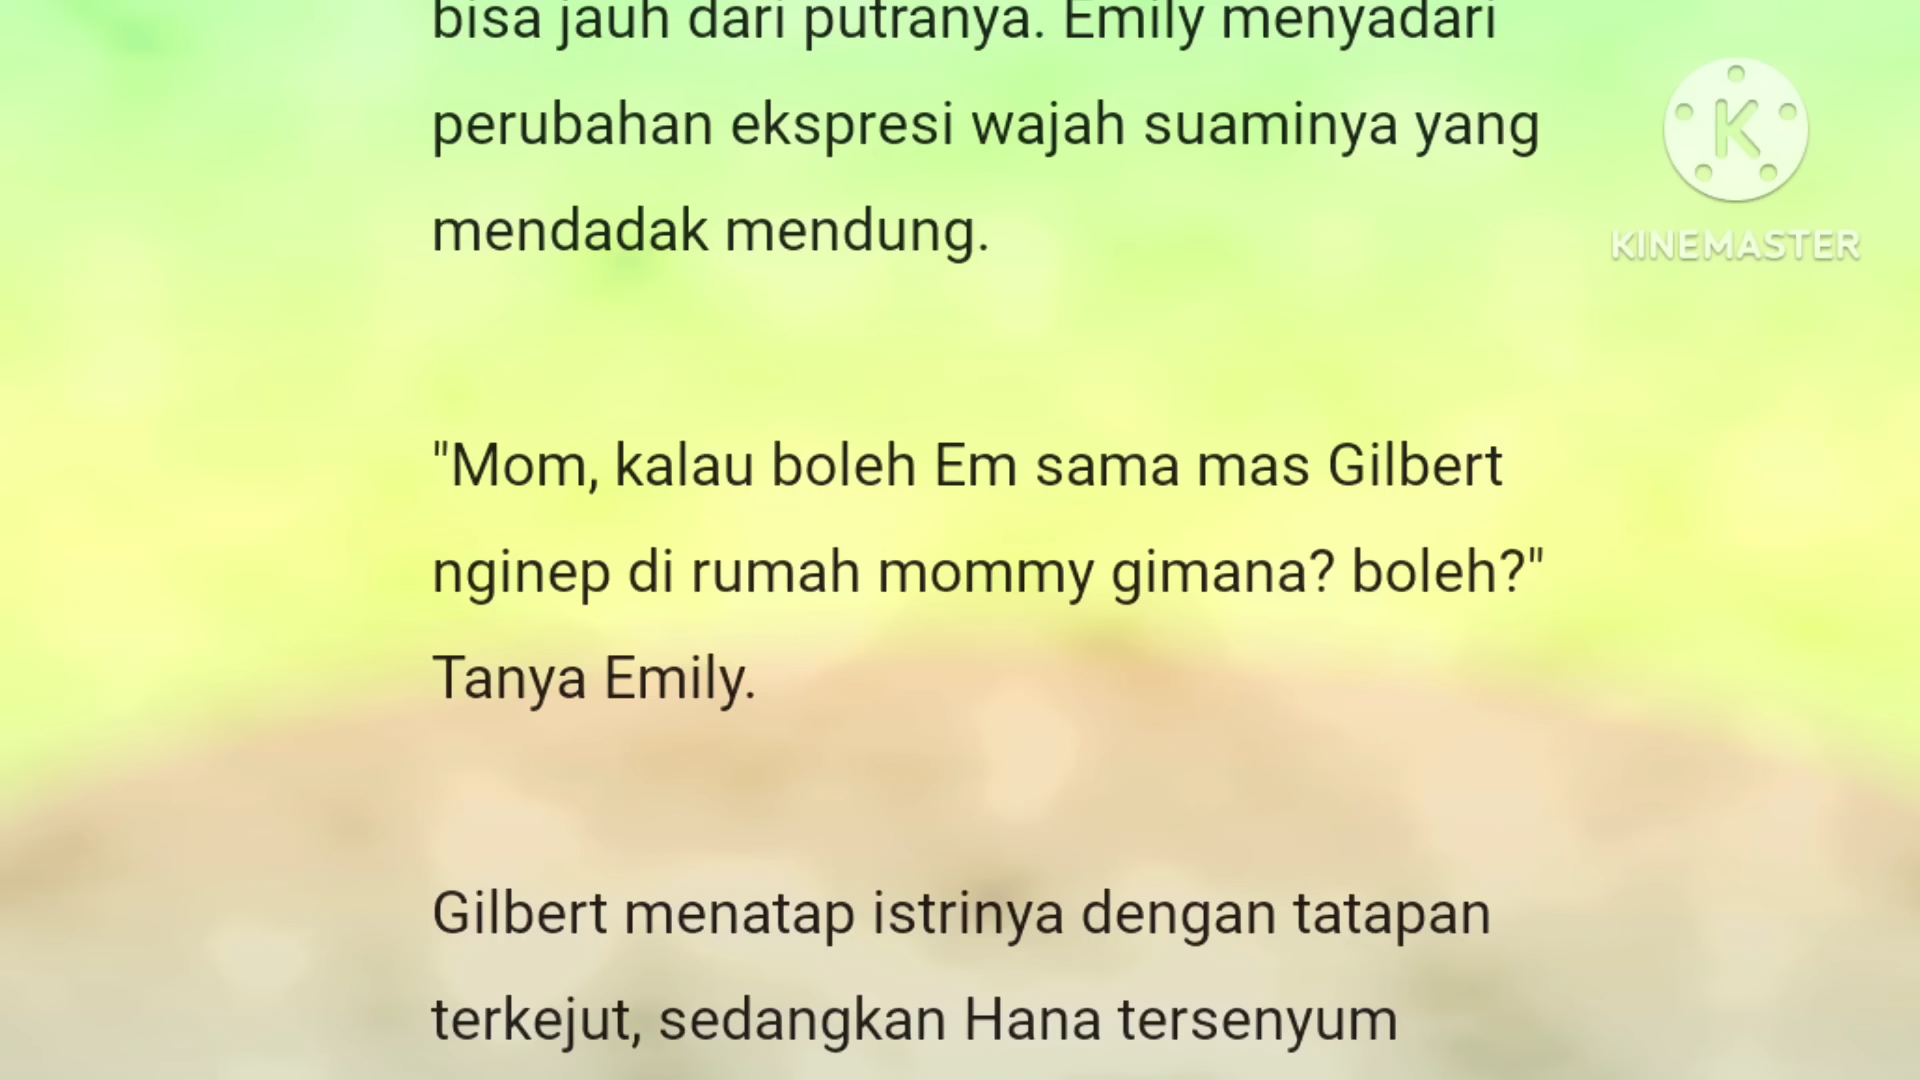 bisa jauh dari putranya. Emily menyadari
perubahan ekspresi wajah suaminya yang
mendadak mendung.
"Mom, kalau boleh Em sama mas Gilbert
nginep di rumah mommy gimana? boleh?"
Tanya Emily.
Gilbert menatap istrinya dengan tatapan
terkejut, sedangkan Hana tersenyum
K
KINEMASTER